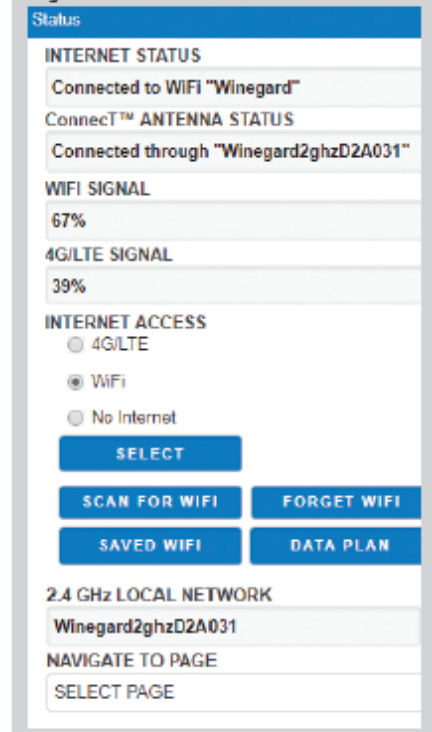 Status
INTERNET STATUS
Connected to WiFi "Winegard"
ConnecT™ ANTENNA STATUS
Connected through "Winegard2ghzD2A031"
WIFI SIGNAL
67%
4G/LTE SIGNAL
39%
INTERNET ACCESS
4G/LTE
WiFi
No Internet
SELECT
SCAN FOR WIFI FORGET WIFI
SAVED WIFI DATA PLAN
2.4 GHz LOCAL NETWORK
Winegard2ghzD2A031
NAVIGATE TO PAGE
SELECT PAGE